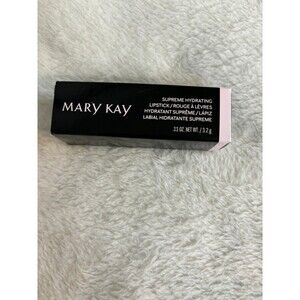 MARY KAY
SUPREME HYDRATING
LIPSTICK / ROUGE À LÈVRES
HYDRATANT SUPRÊME / LÁPIZ
LABIAL HIDRATANTE SUPREME
.11 OZ. NET WT. / 3.2 g